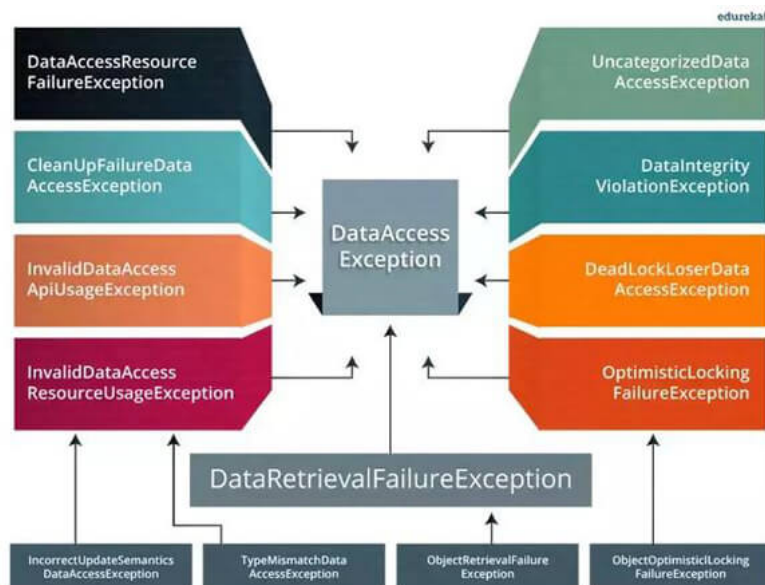 edureka!
DataAccessResource
FailureException
UncategorizedData
AccessException
CleanUpFailureData
AccessException
DataIntegrity
ViolationException
DataAccess
Exception
InvalidDataAccess
ApiUsageException
DeadLockLoserData
AccessException
InvalidDataAccess
ResourceUsageException
OptimisticLocking
FailureException
DataRetrievalFailureException
IncorrectUpdateSemantics
DataAccessException
TypeMismatchData
AccessException
ObjectRetrievalFailure
Exception
ObjectOptimisticlLocking
FailureException